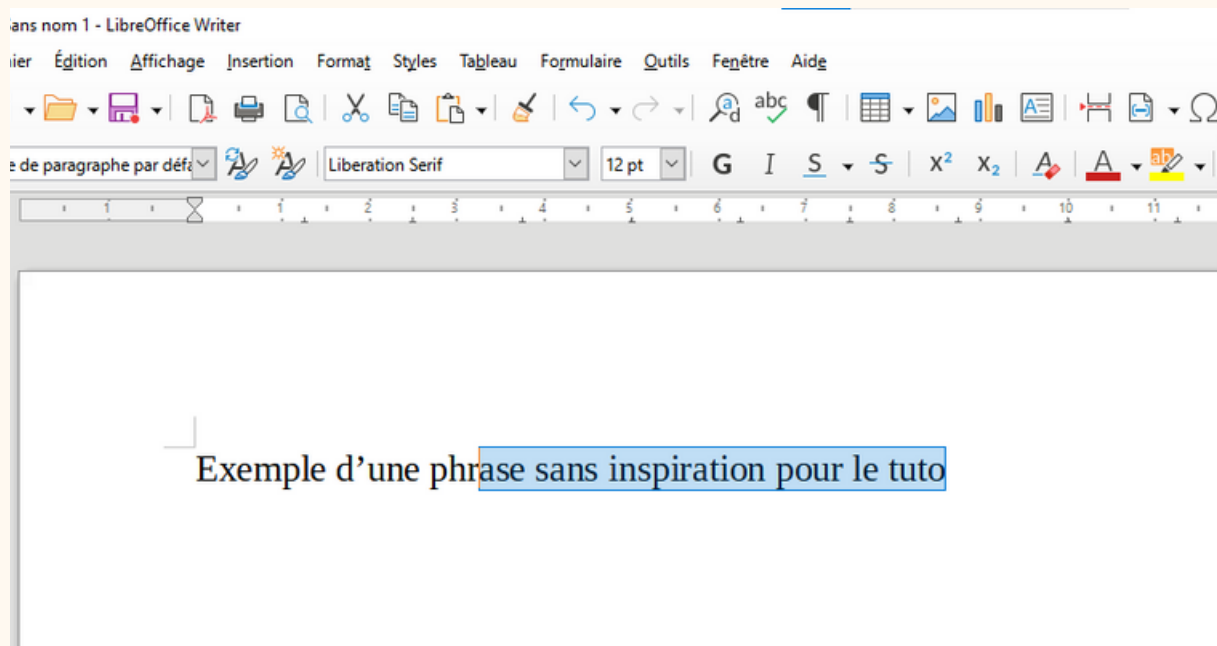 ans nom 1 - LibreOffice Writer
ier Édition Affichage Insertion Format Styles Tableau Formulaire Outils Fenêtre Aide
e de paragraphe par défa Liberation Serif 12 pt G I S S X² X₂ A A
1 1 2 3 4 5 6 7 8 9 10 11
Exemple d’une phrase sans inspiration pour le tuto